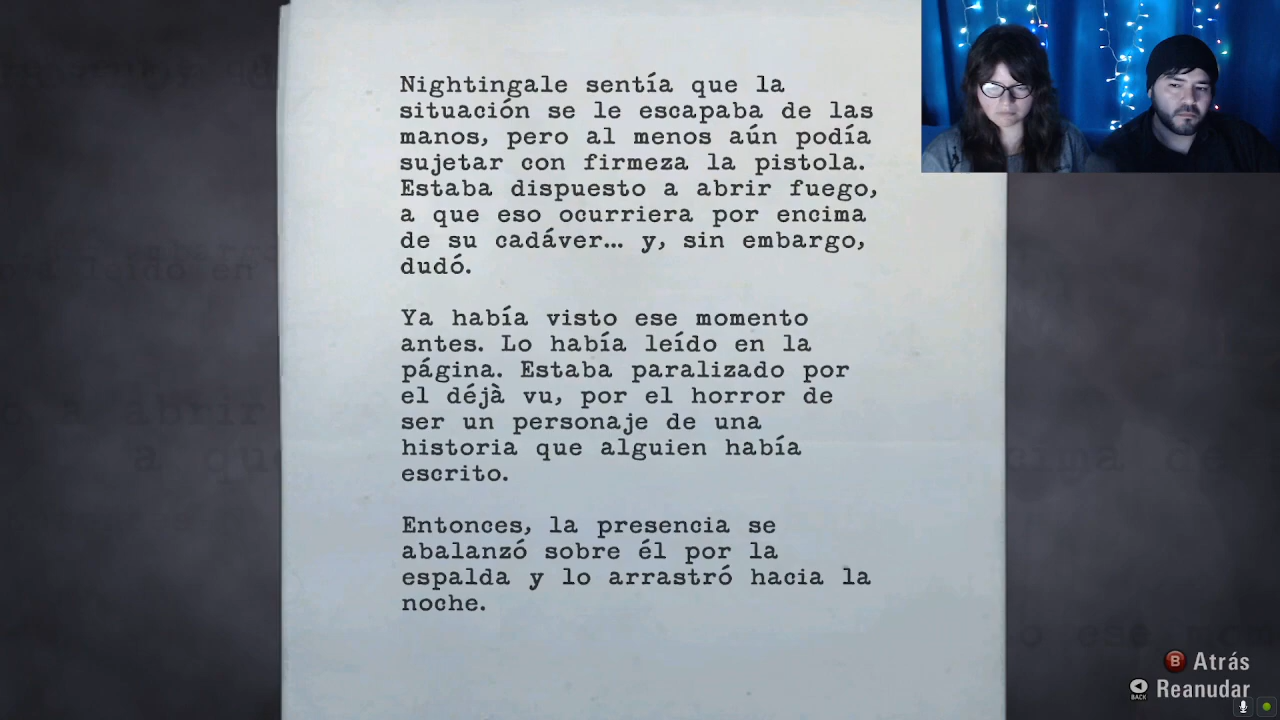 Nightingale sentía que la
situación se le escapaba de las
manos, pero al menos aún podía
sujetar con firmeza la pistola.
Estaba dispuesto a abrir fuego,
a que eso ocurriera por encima
de su cadáver... y, sin embargo,
dudó.
Ya había visto ese momento
antes. Lo había leído en la
página. Estaba paralizado por
el déjà vu, por el horror de
ser un personaje de una
historia que alguien había
escrito.
Entonces, la presencia se
abalanzó sobre él por la
espalda y lo arrastró hacia la
noche.
B Atrás
BACK Reanudar